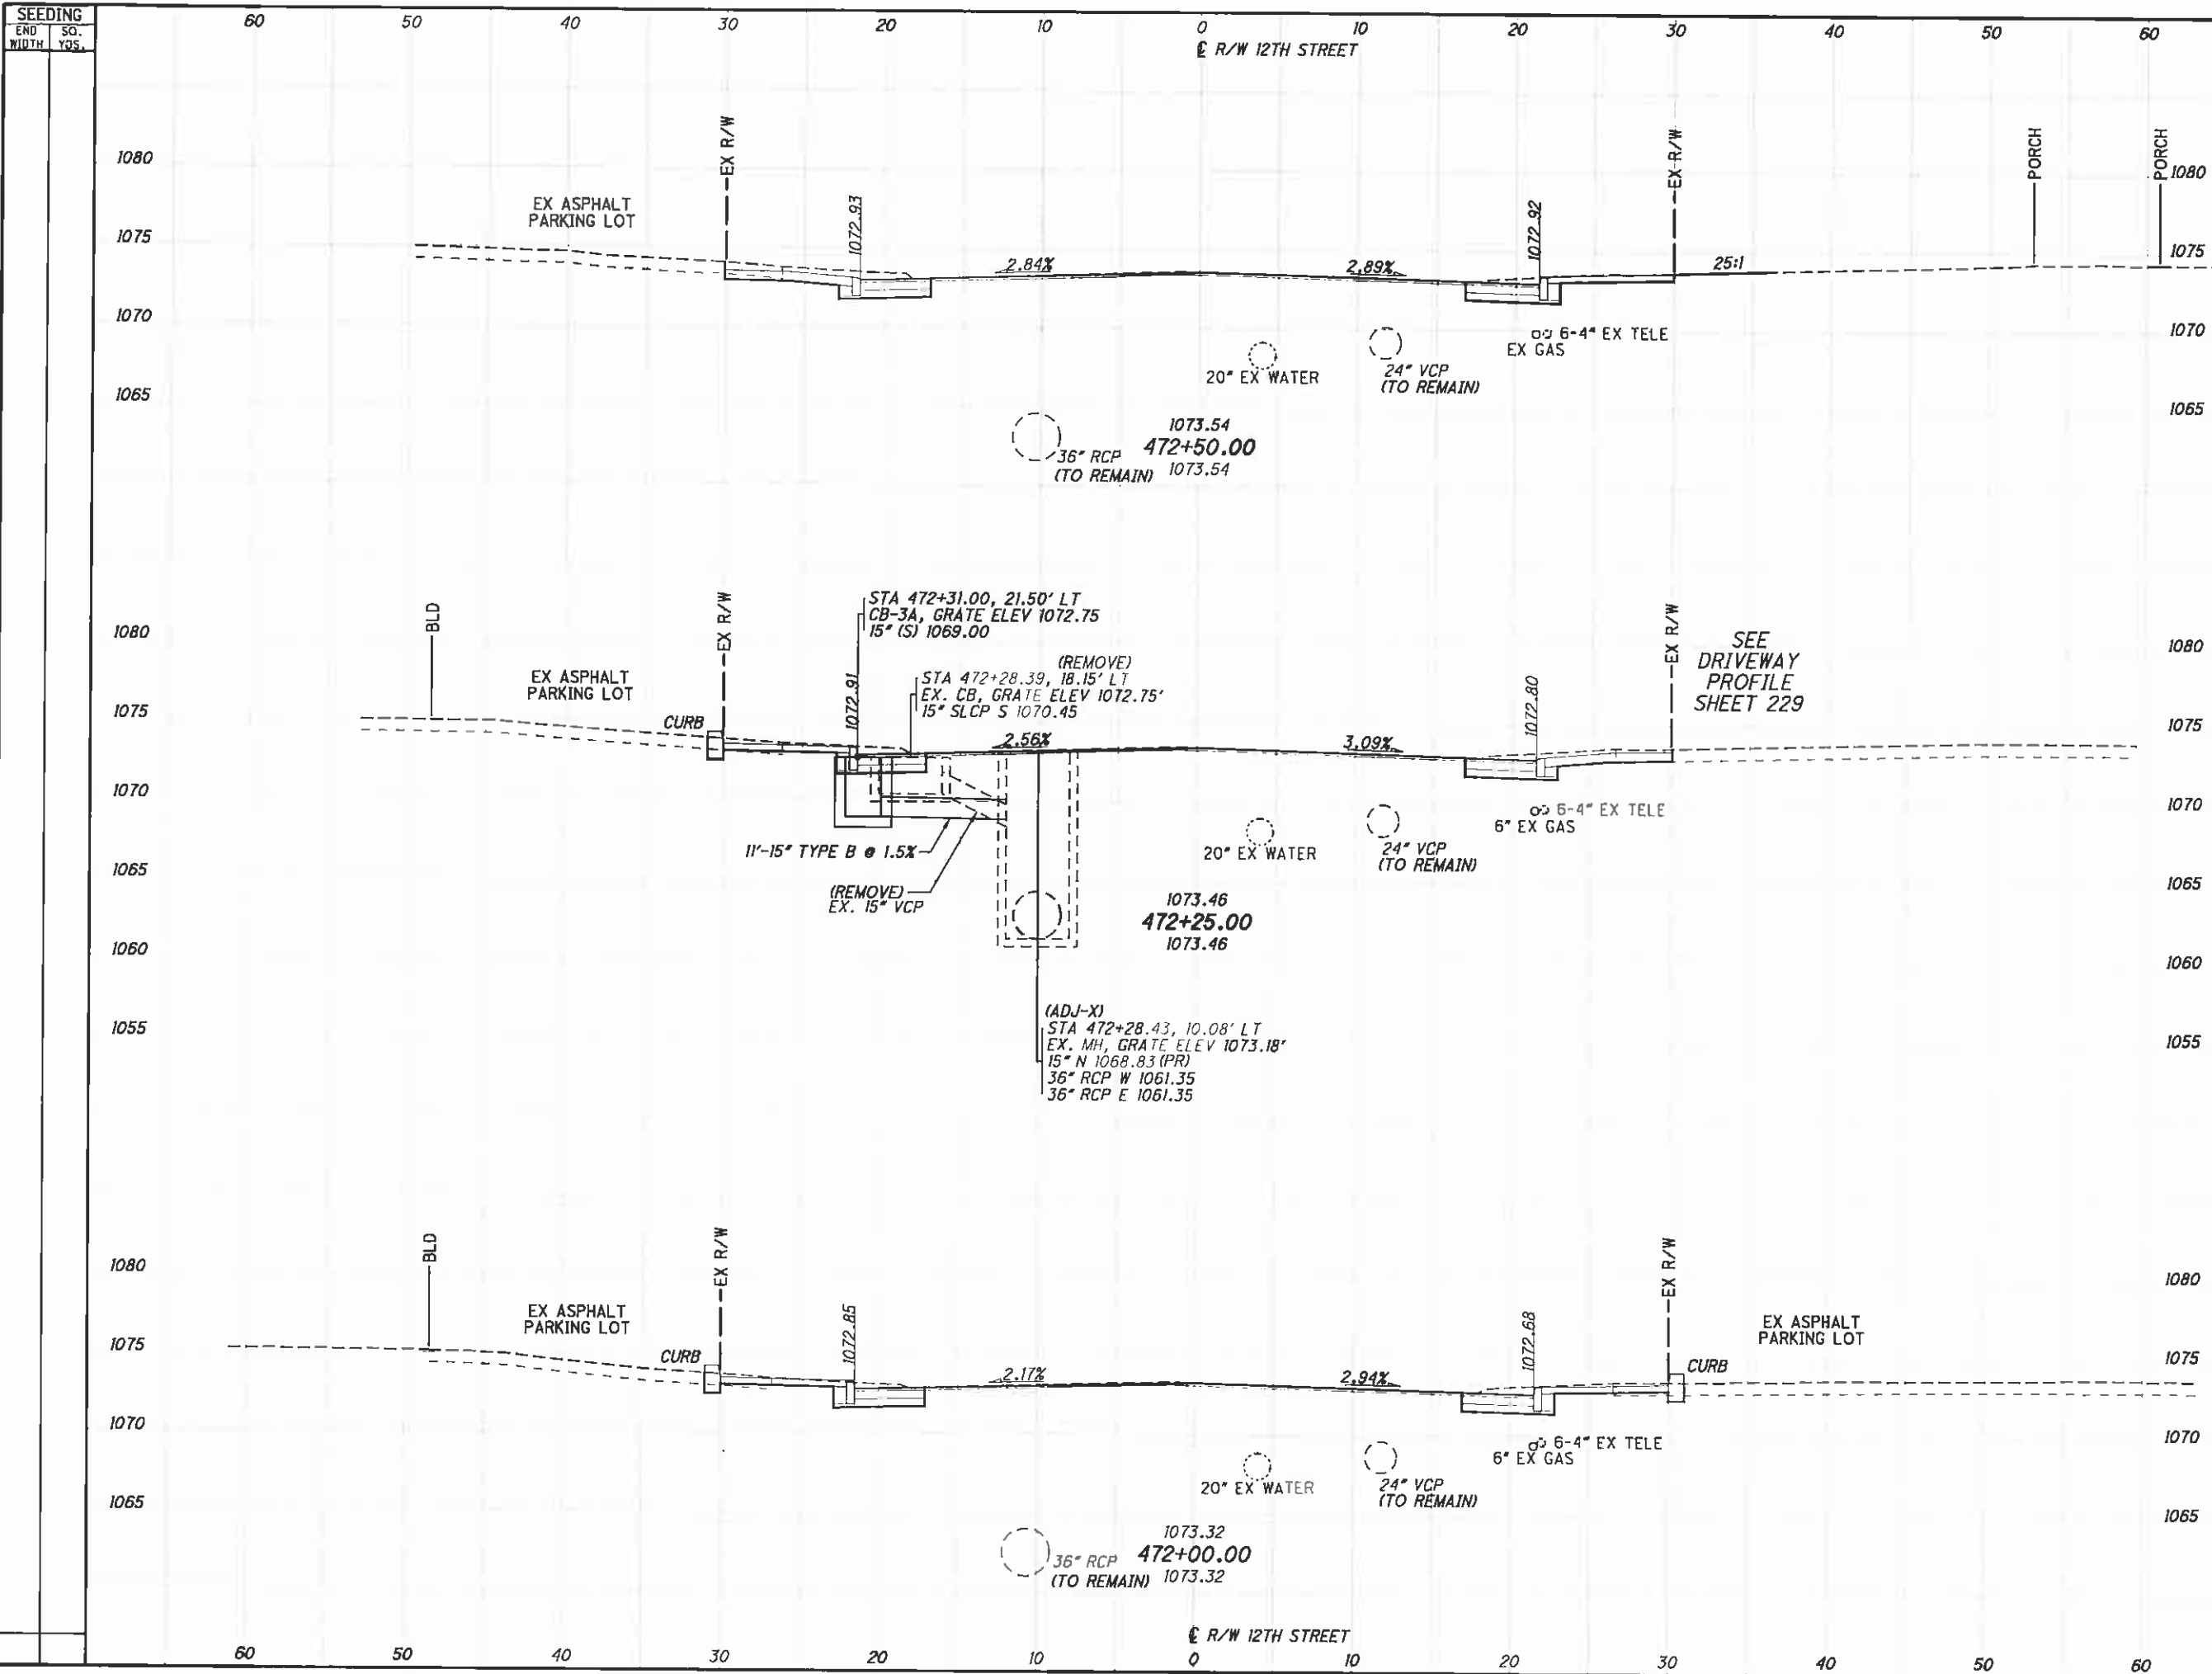 SEEDING
END WIDTH
SQ. YDS.
60 50 40 30 20 10 0 10 20 30 40 50 60
℄ R/W 12TH STREET
EX R/W
EX R/W
PORCH
PORCH
1080
1080
EX ASPHALT
PARKING LOT
1072.93
1072.92
1075
1075
2.84%
2.89%
25:1
1070
1070
6-4" EX TELE
EX GAS
20" EX WATER
24" VCP
(TO REMAIN)
1065
1065
1073.54
36" RCP
472+50.00
(TO REMAIN)
1073.54
BLD
EX R/W
STA 472+31.00, 21.50' LT
CB-3A, GRATE ELEV 1072.75
15" (S) 1069.00
EX R/W
1080
1080
SEE
DRIVEWAY
PROFILE
SHEET 229
(REMOVE)
STA 472+28.39, 18.15' LT
EX. CB, GRATE ELEV 1072.75'
15" SLCP S 1070.45
EX ASPHALT
PARKING LOT
1072.91
1072.80
1075
1075
CURB
2.56%
3.09%
1070
1070
6-4" EX TELE
6" EX GAS
20" EX WATER
24" VCP
(TO REMAIN)
11'-15" TYPE B @ 1.5%
1065
1065
(REMOVE)
EX. 15" VCP
1073.46
472+25.00
1073.46
1060
1060
1055
1055
(ADJ-X)
STA 472+28.43, 10.08' LT
EX. MH, GRATE ELEV 1073.18'
15" N 1068.83 (PR)
36" RCP W 1061.35
36" RCP E 1061.35
BLD
EX R/W
EX R/W
1080
1080
EX ASPHALT
PARKING LOT
1072.85
1072.68
EX ASPHALT
PARKING LOT
1075
1075
CURB
2.17%
2.94%
CURB
1070
1070
6-4" EX TELE
6" EX GAS
20" EX WATER
24" VCP
(TO REMAIN)
1065
1065
1073.32
36" RCP
472+00.00
(TO REMAIN)
1073.32
℄ R/W 12TH STREET
60 50 40 30 20 10 0 10 20 30 40 50 60